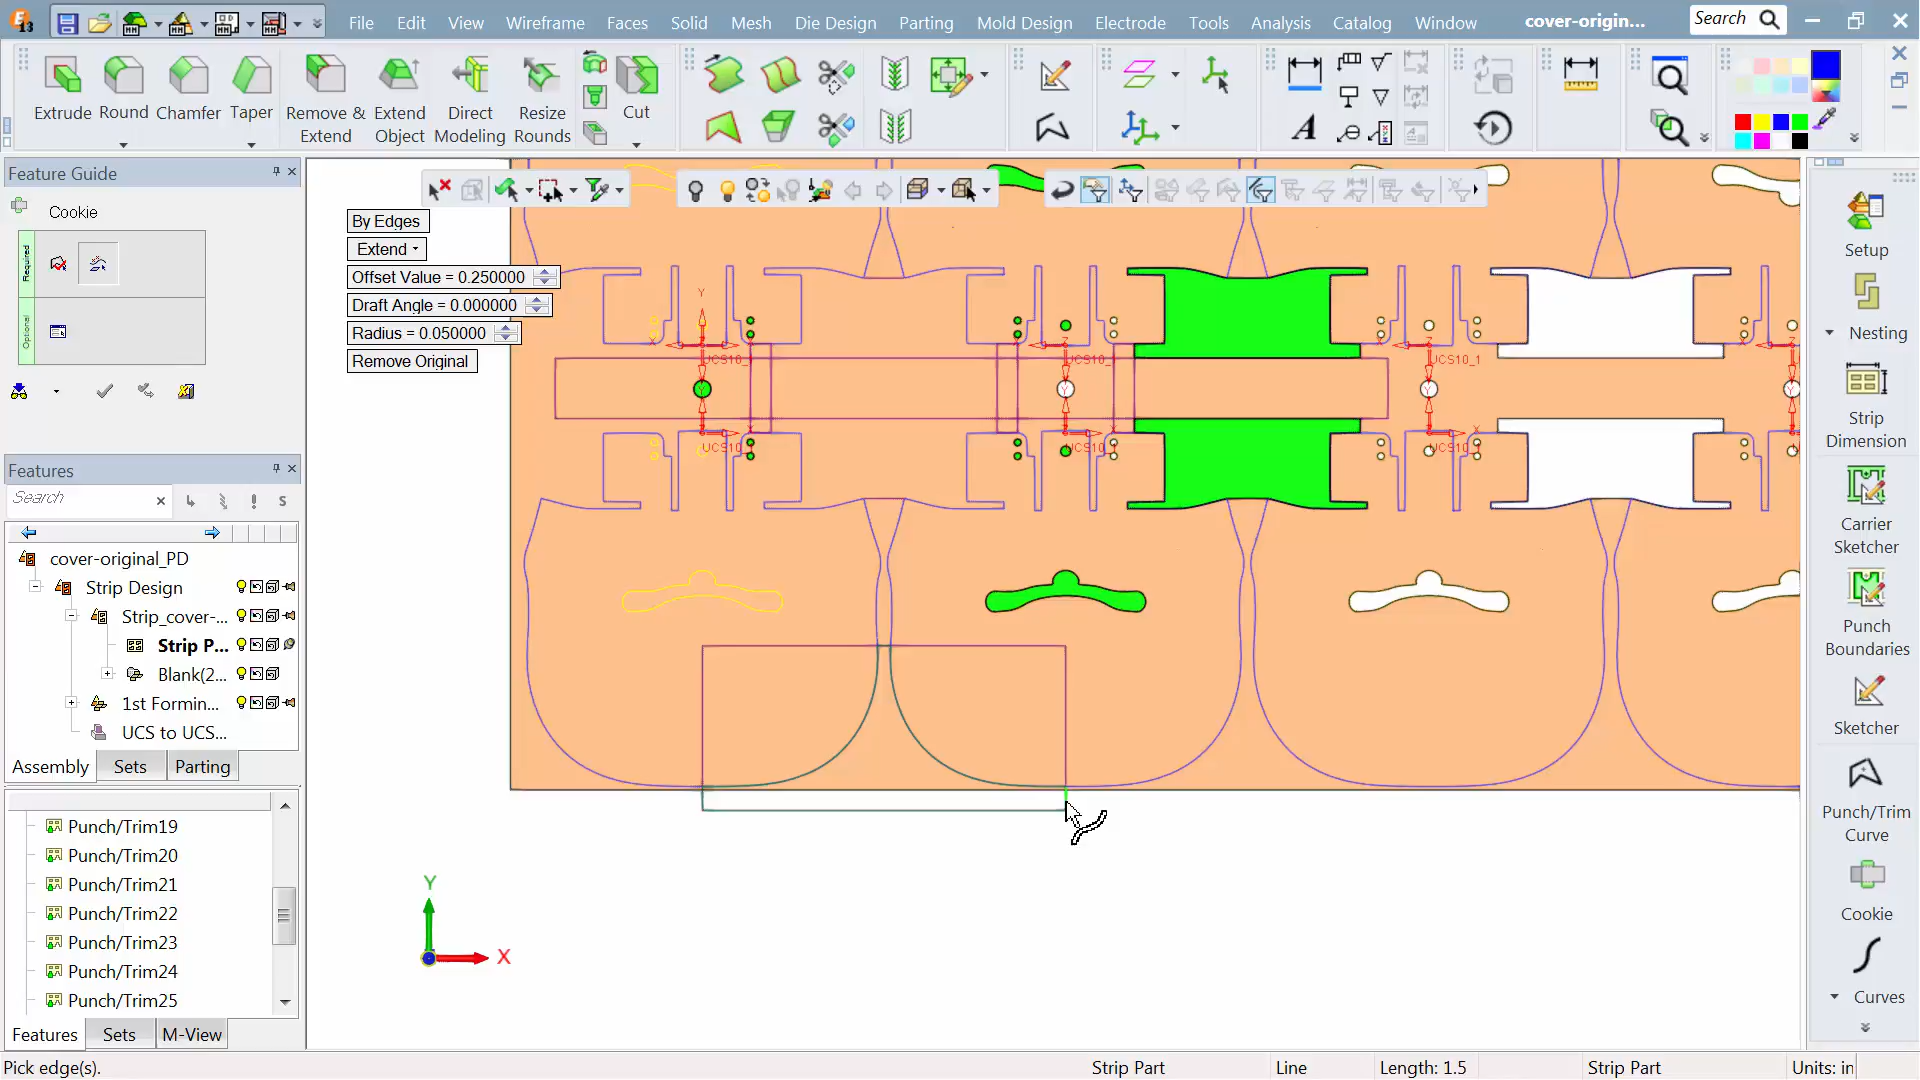 File Edit View Wireframe Faces Solid Mesh Die Design Parting Mold Design Electrode Tools Analysis Catalog Window cover-origin... Search
Extrude Round Chamfer Taper Remove & Extend Extend Object Direct Modeling Resize Rounds Cut
Feature Guide
Cookie
Required
Optional
By Edges
Extend
Offset Value = 0.250000
Draft Angle = 0.000000
Radius = 0.050000
Remove Original
Features
Search
cover-original_PD
Strip Design
Strip_cover-...
Strip P...
Blank(2...
1st Formin...
UCS to UCS...
Assembly Sets Parting
Punch/Trim19
Punch/Trim20
Punch/Trim21
Punch/Trim22
Punch/Trim23
Punch/Trim24
Punch/Trim25
Features Sets M-View
Y
X
UCS10_1
UCS10_1
Setup
Nesting
Strip Dimension
Carrier Sketcher
Punch Boundaries
Sketcher
Punch/Trim Curve
Cookie
Curves
Pick edge(s). Strip Part Line Length: 1.5 Strip Part Units: in